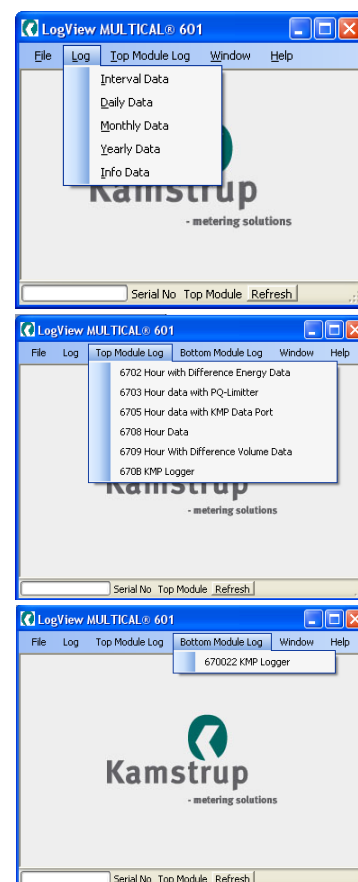 LogView MULTICAL® 601
File Log Top Module Log Window Help
Interval Data
Daily Data
Monthly Data
Yearly Data
Info Data
Kamstrup
- metering solutions
Serial No Top Module Refresh
LogView MULTICAL® 601
File Log Top Module Log Bottom Module Log Window Help
6702 Hour with Difference Energy Data
6703 Hour data with PQ-Limitter
6705 Hour data with KMP Data Port
6708 Hour Data
6709 Hour With Difference Volume Data
670B KMP Logger
Kamstrup
- metering solutions
Serial No Top Module Refresh
LogView MULTICAL® 601
File Log Top Module Log Bottom Module Log Window Help
670022 KMP Logger
Kamstrup
- metering solutions
Serial No Top Module Refresh